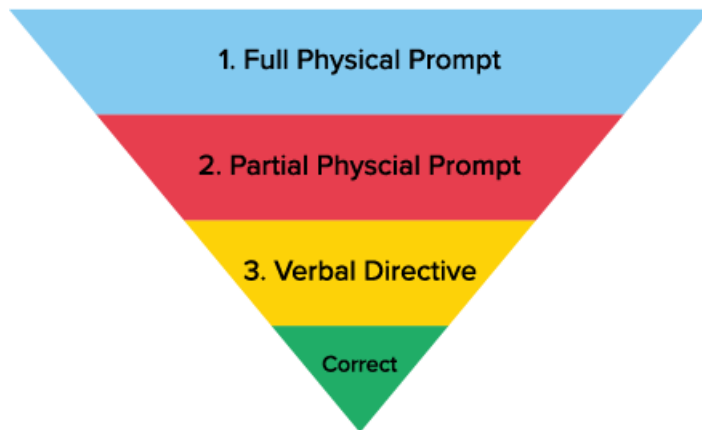 1. Full Physical Prompt
2. Partial Physcial Prompt
3. Verbal Directive
Correct